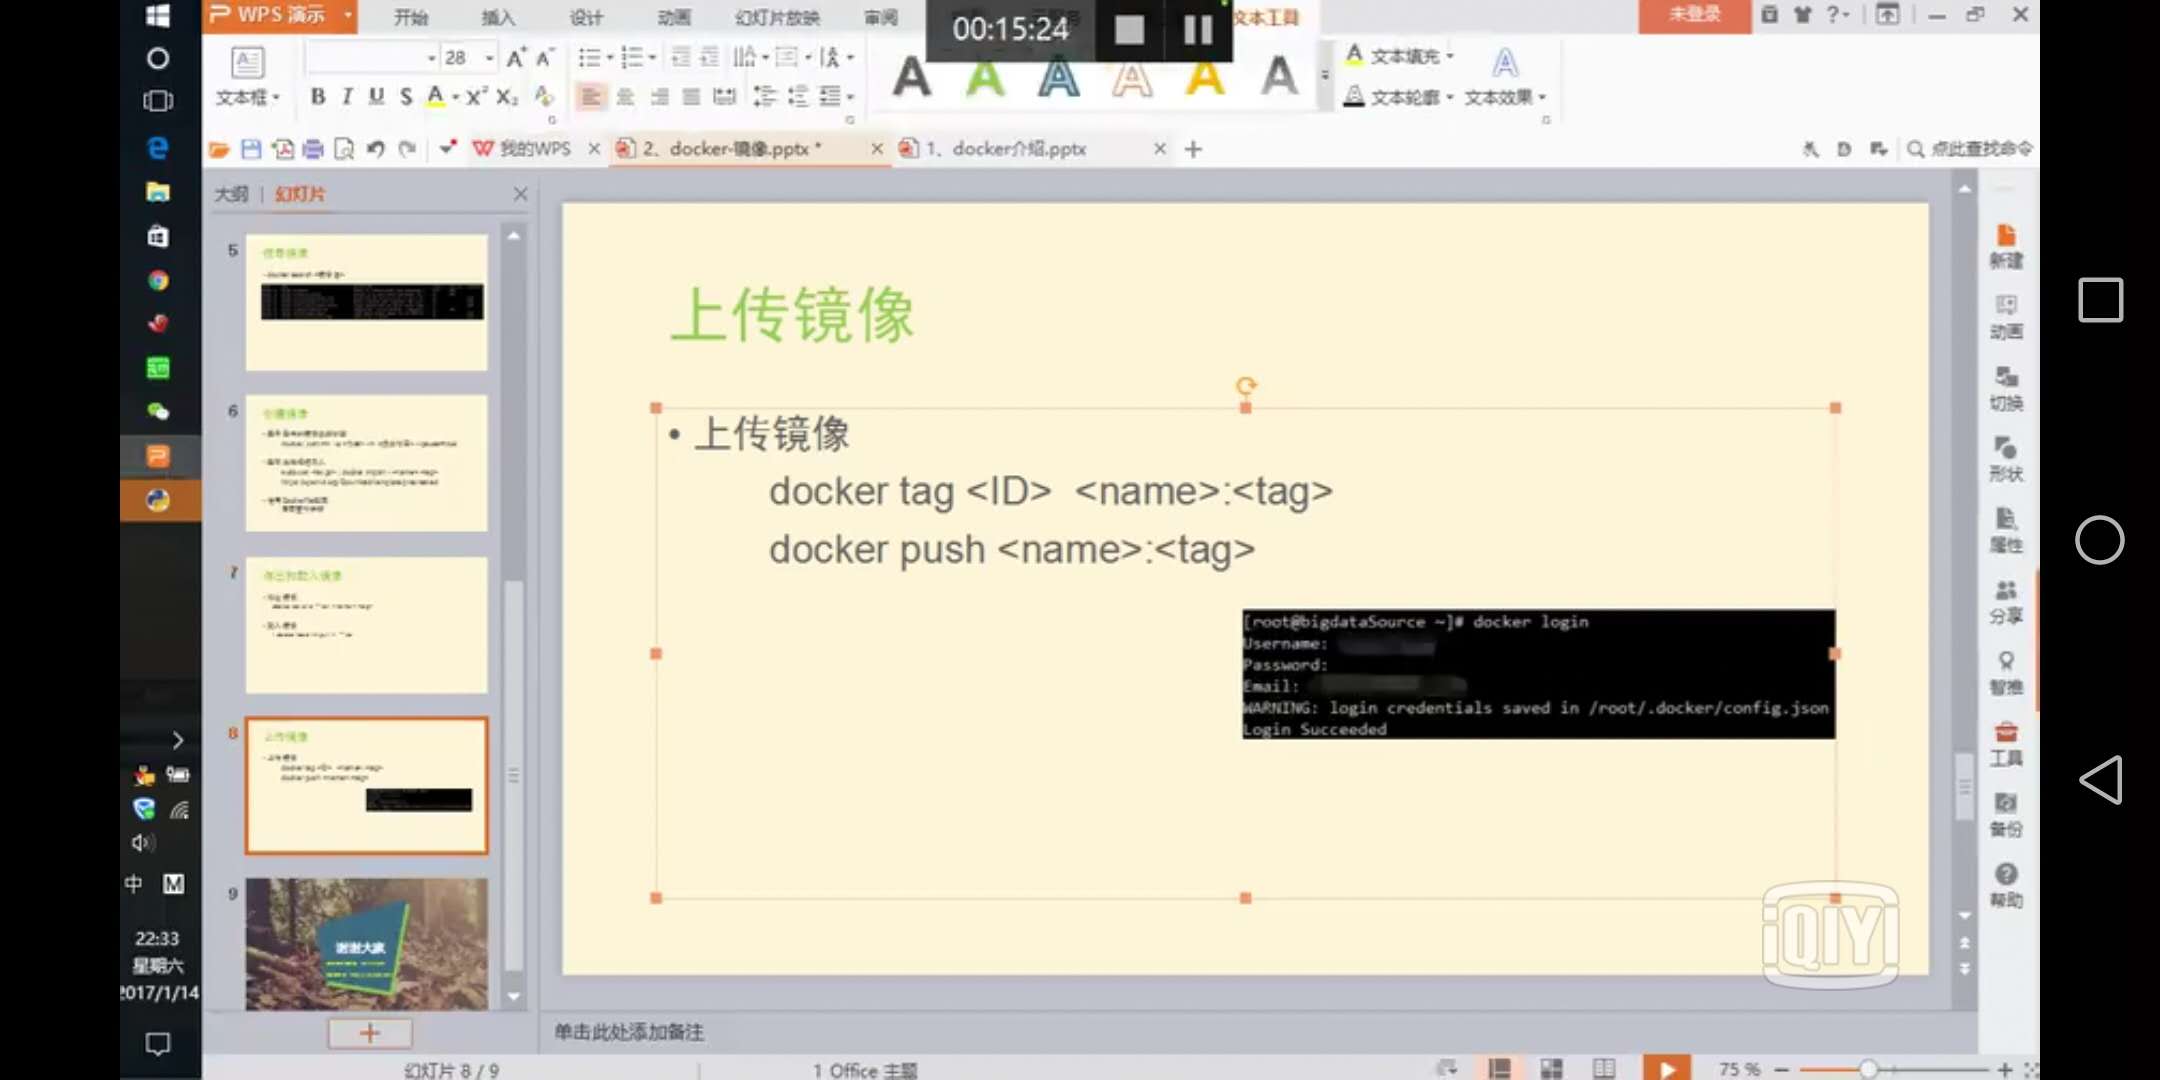 WPS 演示
开始
插入
设计
动画
幻灯片放映
审阅
00:15:24
文本工具
未登录
文本框
28
B I U S A X² X₂
文本填充
文本轮廓
文本效果
我的WPS
2、docker-镜像.pptx *
1、docker介绍.pptx
点此查找命令
大纲
幻灯片
5
6
7
8
9
谢谢大家
上传镜像
• 上传镜像
docker tag <ID> <name>:<tag>
docker push <name>:<tag>
[root@bigdataSource ~]# docker login
Username:
Password:
Email:
WARNING: login credentials saved in /root/.docker/config.json
Login Succeeded
新建
动画
切换
形状
属性
分享
智推
工具
备份
帮助
iQIYI
中
M
22:33
星期六
2017/1/14
单击此处添加备注
幻灯片 8 / 9
1 Office 主题
75 %